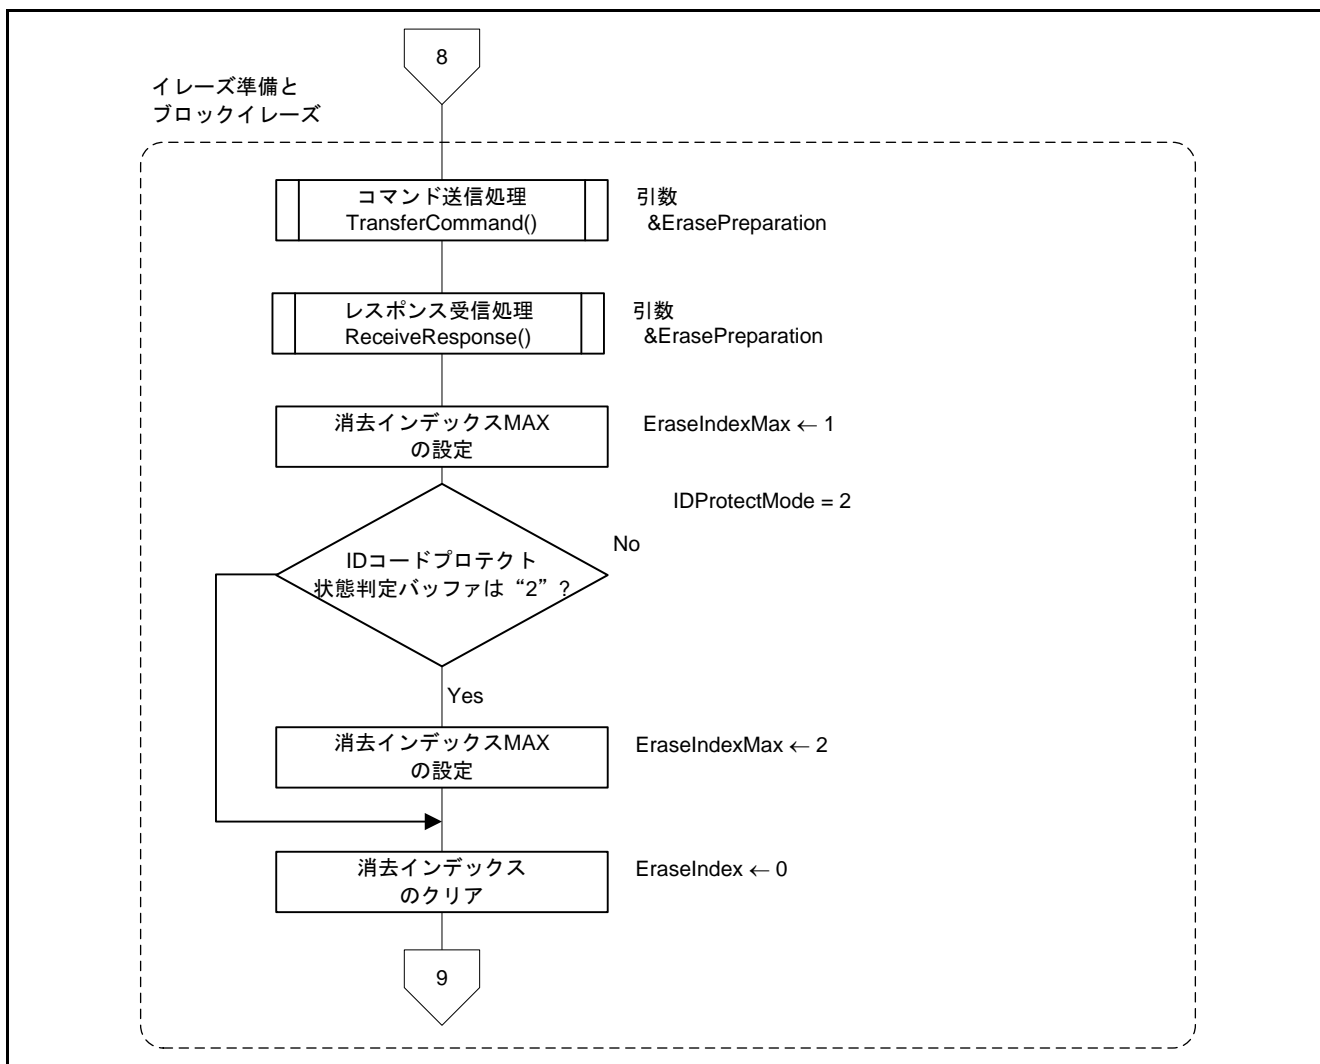 8
イレーズ準備と
ブロックイレーズ
コマンド送信処理
TransferCommand()
引数
&ErasePreparation
レスポンス受信処理
ReceiveResponse()
引数
&ErasePreparation
消去インデックスMAX
の設定
EraseIndexMax ← 1
IDProtectMode = 2
No
IDコードプロテクト
状態判定バッファは“2”?
Yes
消去インデックスMAX
の設定
EraseIndexMax ← 2
消去インデックス
のクリア
EraseIndex ← 0
9